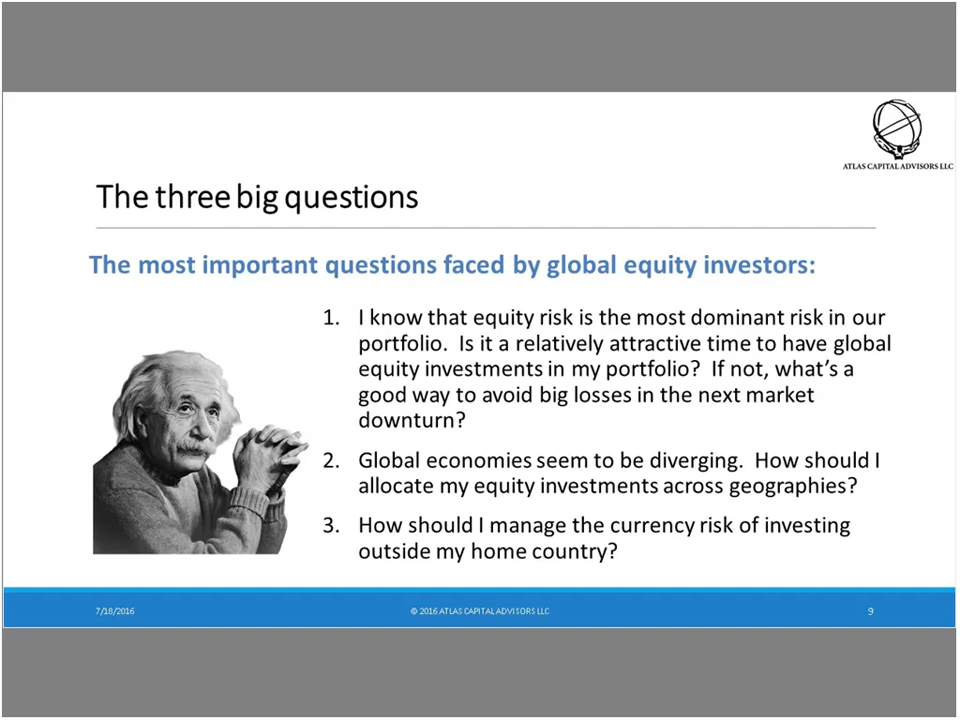 ATLAS CAPITAL ADVISORS LLC
The three big questions
The most important questions faced by global equity investors:
1. I know that equity risk is the most dominant risk in our
portfolio.  Is it a relatively attractive time to have global
equity investments in my portfolio?  If not, what’s a
good way to avoid big losses in the next market
downturn?
2. Global economies seem to be diverging.  How should I
allocate my equity investments across geographies?
3. How should I manage the currency risk of investing
outside my home country?
7/18/2016 © 2016 ATLAS CAPITAL ADVISORS LLC 9